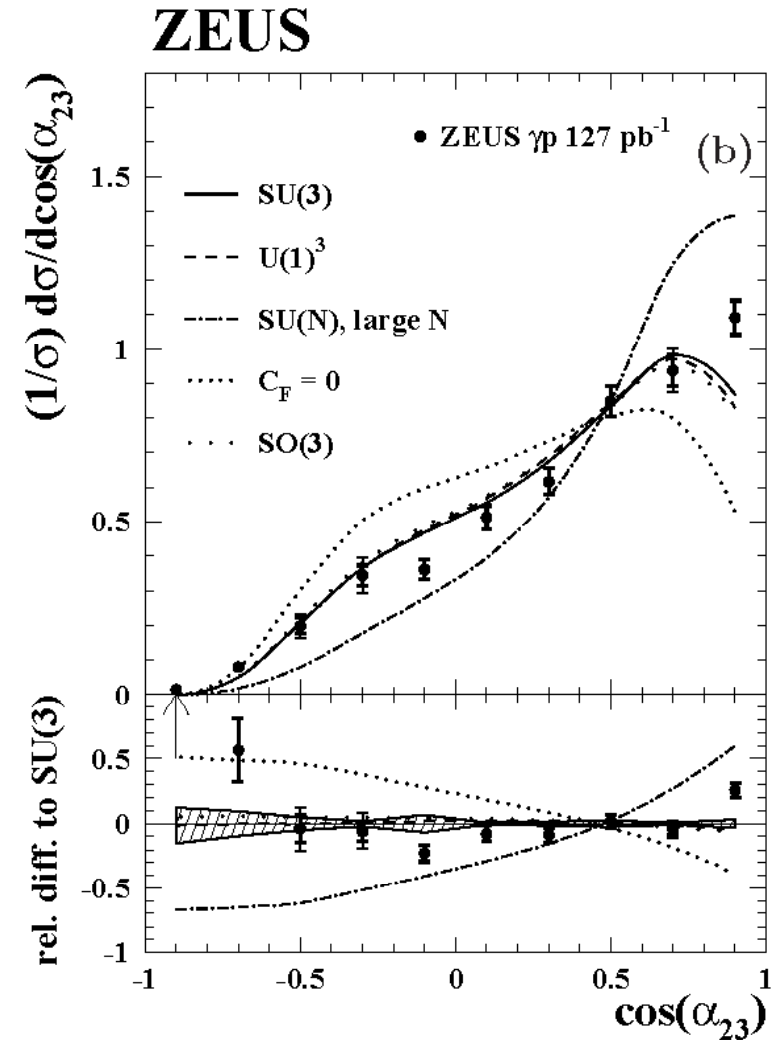 ZEUS
(1/σ) dσ/dcos(α₂₃)
ZEUS γp 127 pb⁻¹
(b)
SU(3)
U(1)³
SU(N), large N
C_F = 0
SO(3)
1.5
1
0.5
0
rel. diff. to SU(3)
0.5
0
-0.5
-1
-1 -0.5 0 0.5 1
cos(α₂₃)